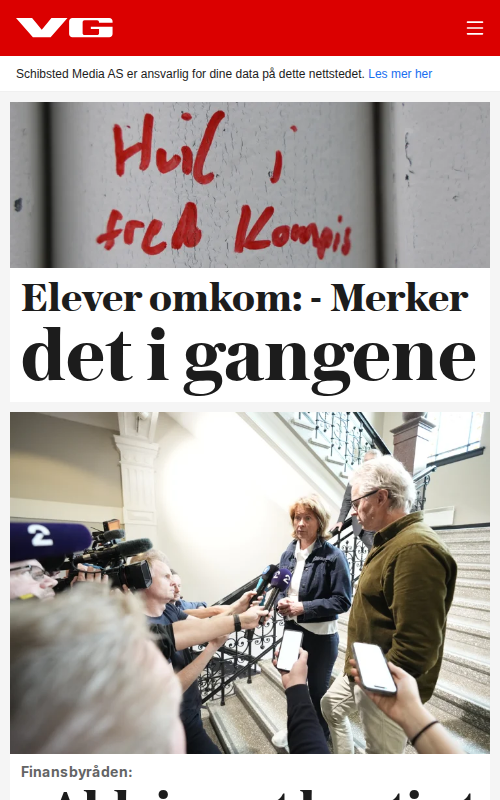 VG
Schibsted Media AS er ansvarlig for dine data på dette nettstedet. Les mer her
Hvil i
fred Kompis
Elever omkom: - Merker
det i gangene
2
2
Finansbyråden: